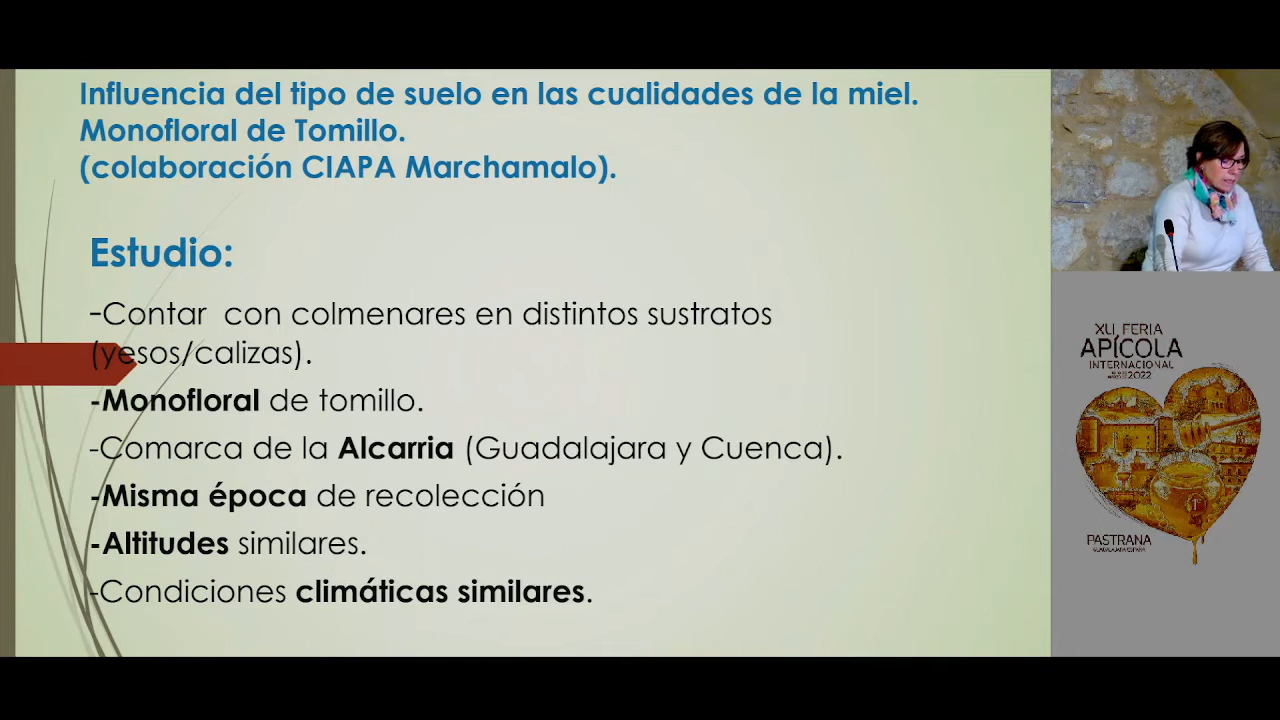 Influencia del tipo de suelo en las cualidades de la miel.
Monofloral de Tomillo.
(colaboración CIAPA Marchamalo).
Estudio:
-Contar con colmenares en distintos sustratos
(yesos/calizas).
-Monofloral de tomillo.
-Comarca de la Alcarria (Guadalajara y Cuenca).
-Misma época de recolección
-Altitudes similares.
-Condiciones climáticas similares.
XLI FERIA
APÍCOLA
INTERNACIONAL
2022
PASTRANA
GUADALAJARA ESPAÑA